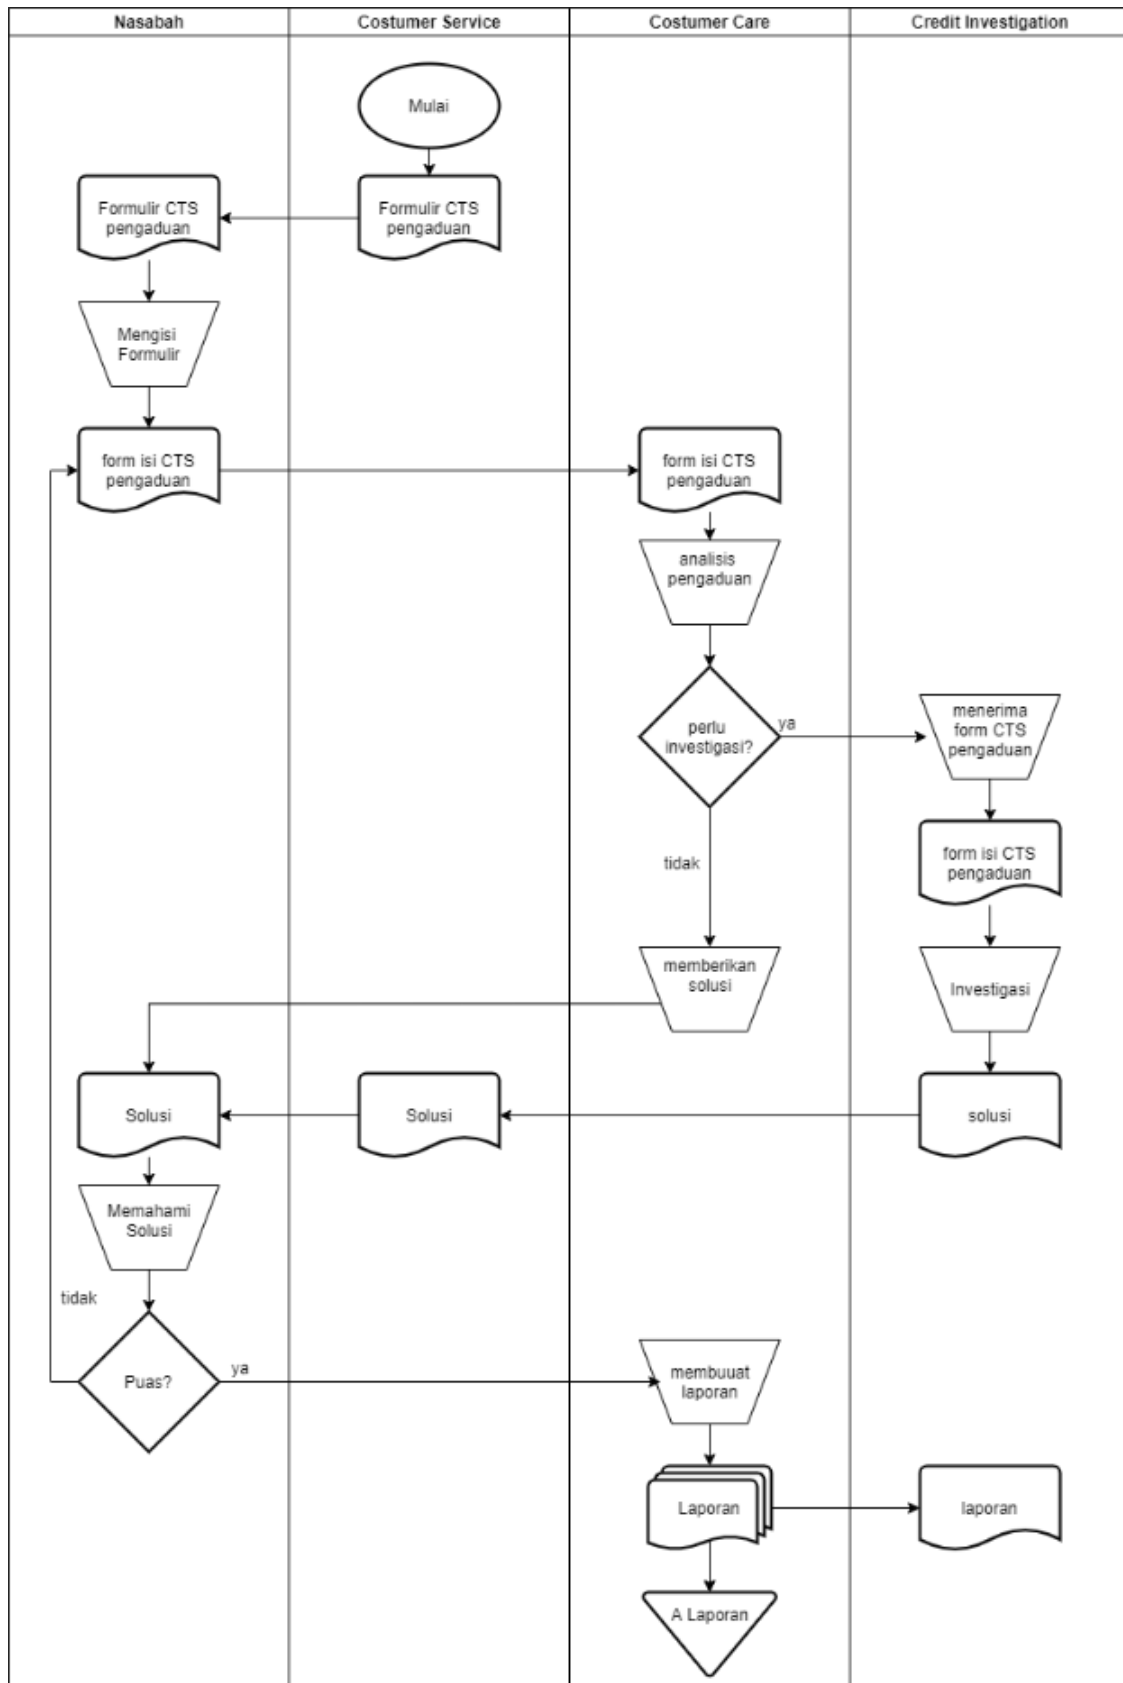 Nasabah
Costumer Service
Costumer Care
Credit Investigation
Mulai
Formulir CTS
pengaduan
Formulir CTS
pengaduan
Mengisi
Formulir
form isi CTS
pengaduan
form isi CTS
pengaduan
analisis
pengaduan
perlu
investigasi?
ya
menerima
form CTS
pengaduan
tidak
form isi CTS
pengaduan
memberikan
solusi
Investigasi
Solusi
Solusi
solusi
Memahami
Solusi
tidak
Puas?
ya
membuuat
laporan
Laporan
laporan
A Laporan